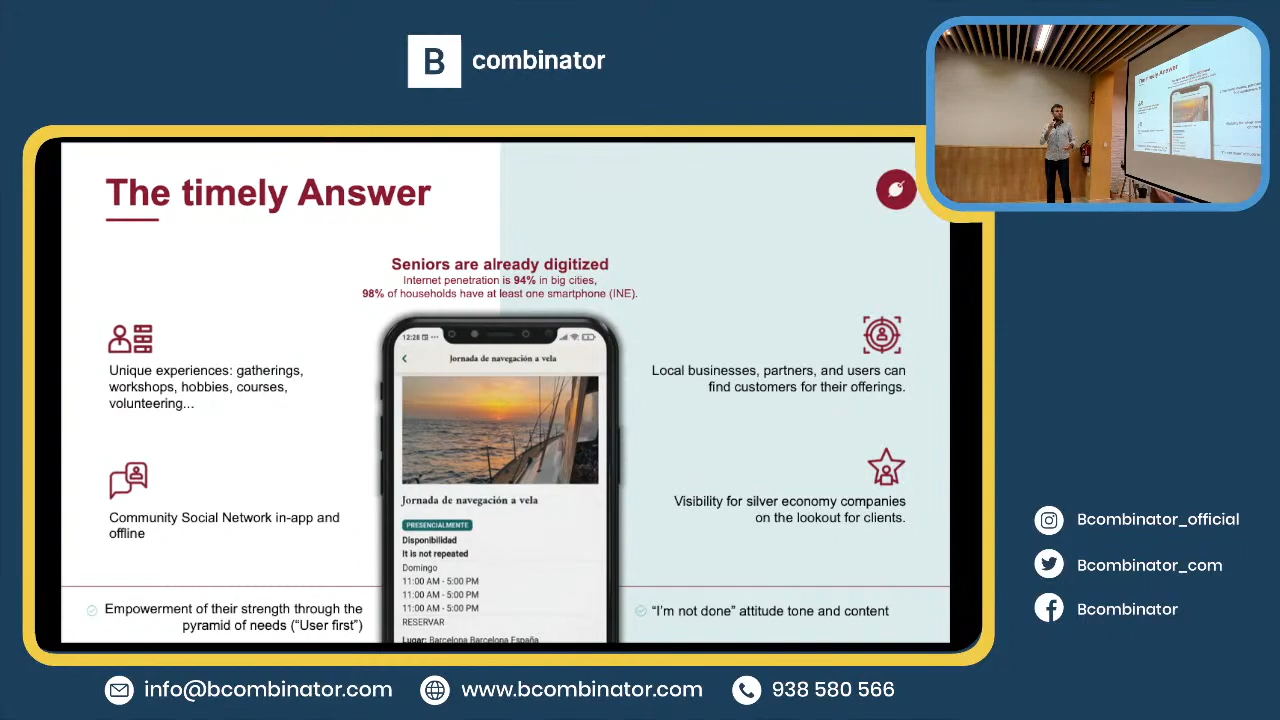 B combinator
The timely Answer
Seniors are already digitized
Internet penetration is 94% in big cities,
98% of households have at least one smartphone (INE).
Unique experiences: gatherings,
workshops, hobbies, courses,
volunteering...
Community Social Network in-app and
offline
12:28
Jornada de navegación a vela
Jornada de navegación a vela
PRESENCIALMENTE
Disponibilidad
It is not repeated
Domingo
11:00 AM - 5:00 PM
11:00 AM - 5:00 PM
11:00 AM - 5:00 PM
RESERVAR
Lugar: Barcelona Barcelona España
Local businesses, partners, and users can
find customers for their offerings.
Visibility for silver economy companies
on the lookout for clients.
Empowerment of their strength through the
pyramid of needs (“User first”)
“I’m not done” attitude tone and content
The timely Answer
Bcombinator_official
Bcombinator_com
Bcombinator
info@bcombinator.com
www.bcombinator.com
938 580 566